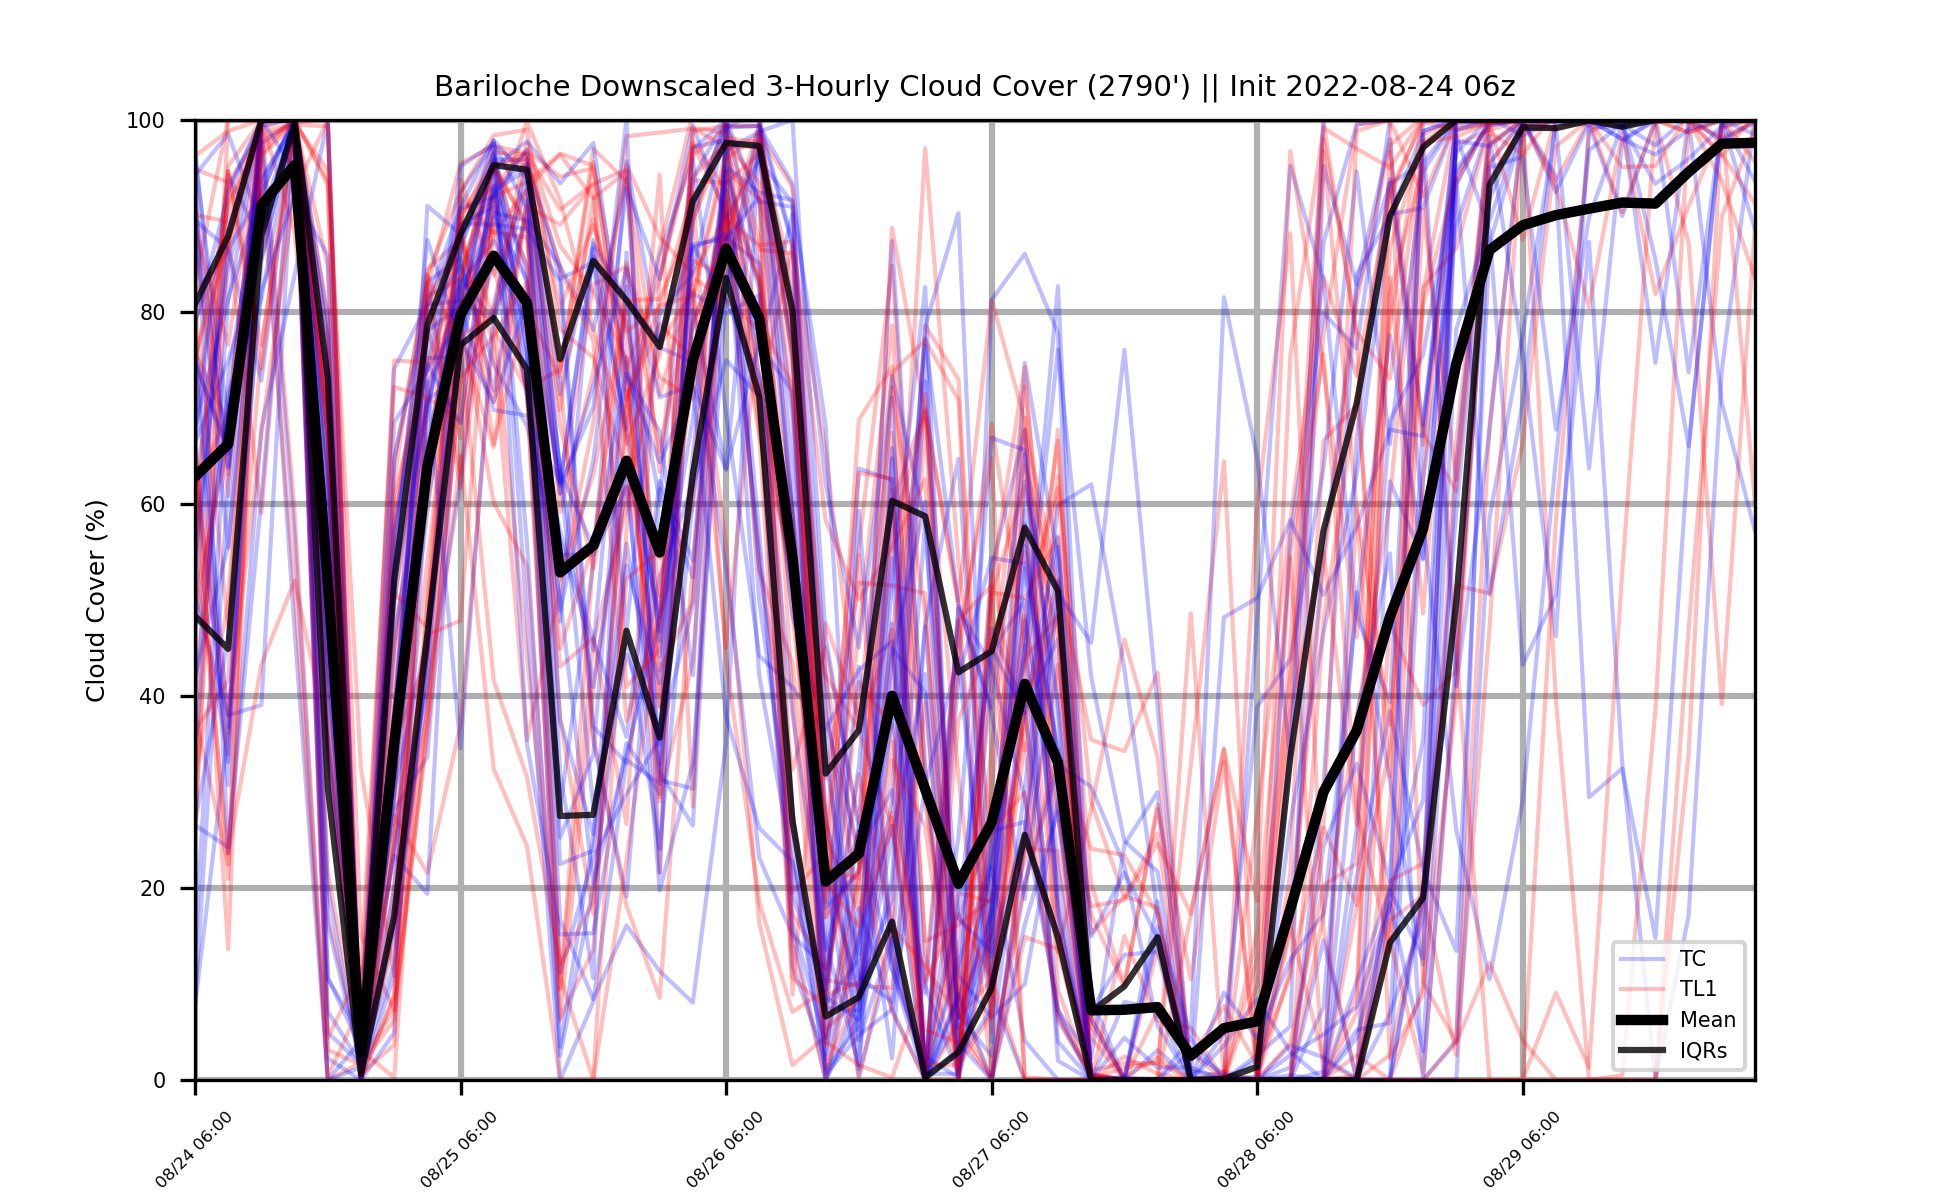 Bariloche Downscaled 3-Hourly Cloud Cover (2790') || Init 2022-08-24 06z
Cloud Cover (%)
100
80
60
40
20
0
TC
TL1
Mean
IQRs
08/24 06:00
08/25 06:00
08/26 06:00
08/27 06:00
08/28 06:00
08/29 06:00